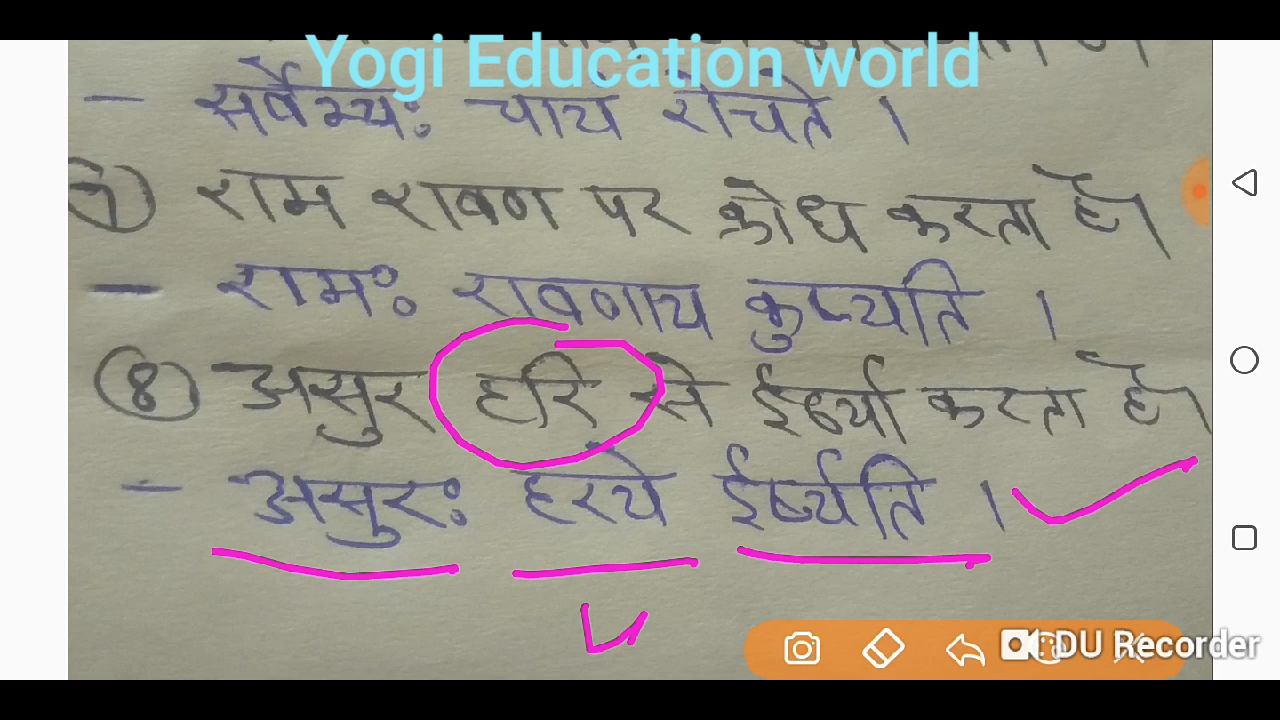 Yogi Education world
- सर्वेभ्यः चायं रोचते ।
7 राम रावण पर क्रोध करता है।
- रामः रावणाय क्रुध्यति ।
8 असुर हरि से ईर्ष्या करता है।
- असुरः हरये ईर्ष्यति ।
DU Recorder